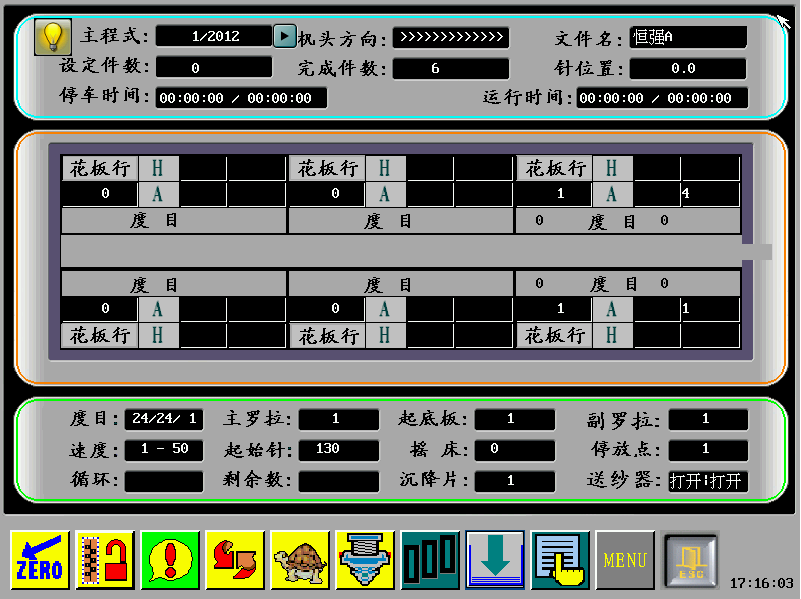 主程式: 1/2012 机头方向: >>>>>>>>>>>>> 文件名: 恒强A
设定件数: 0 完成件数: 6 针位置: 0.0
停车时间: 00:00:00 / 00:00:00 运行时间: 00:00:00 / 00:00:00
花板行 H 花板行 H 花板行 H
0 A 0 A 1 A 4
度 目 度 目 0 度 目 0
度 目 度 目 0 度 目 0
0 A 0 A 1 A 1
花板行 H 花板行 H 花板行 H
度目: 24/24/ 1 主罗拉: 1 起底板: 1 副罗拉: 1
速度: 1 - 50 起始针: 130 摇 床: 0 停放点: 1
循环: 剩余数: 沉降片: 1 送纱器: 打开¦打开
ZERO MENU ESC 17:16:03